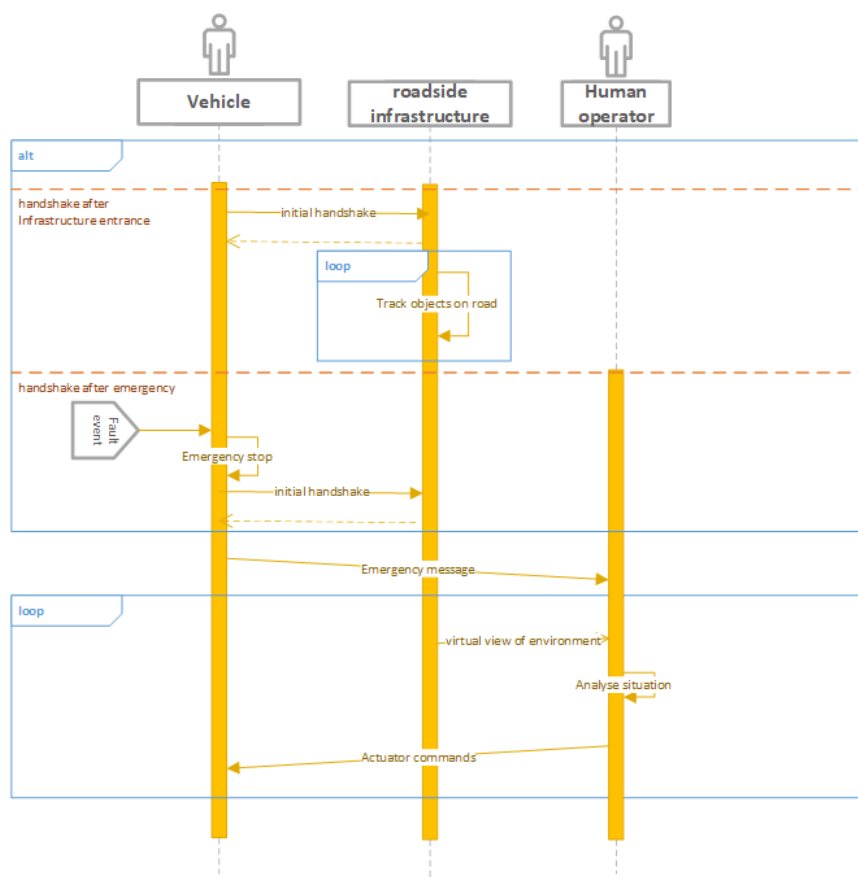 Vehicle
roadside
infrastructure
Human
operator
alt
handshake after
Infrastructure entrance
initial handshake
loop
Track objects on road
handshake after emergency
Fault
event
Emergency stop
initial handshake
Emergency message
loop
virtual view of environment
Analyse situation
Actuator commands